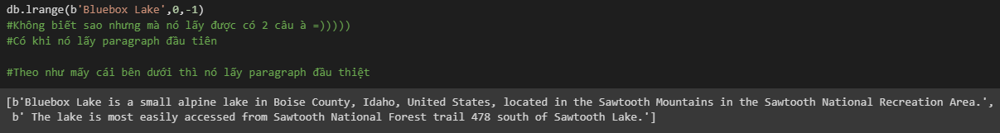 db.lrange(b'Bluebox Lake',0,-1)
#Không biết sao nhưng mà nó lấy được có 2 câu à =)))))
#Có khi nó lấy paragraph đầu tiên
#Theo như mấy cái bên dưới thì nó lấy paragraph đầu thiệt
[b'Bluebox Lake is a small alpine lake in Boise County, Idaho, United States, located in the Sawtooth Mountains in the Sawtooth National Recreation Area.',
b' The lake is most easily accessed from Sawtooth National Forest trail 478 south of Sawtooth Lake.']